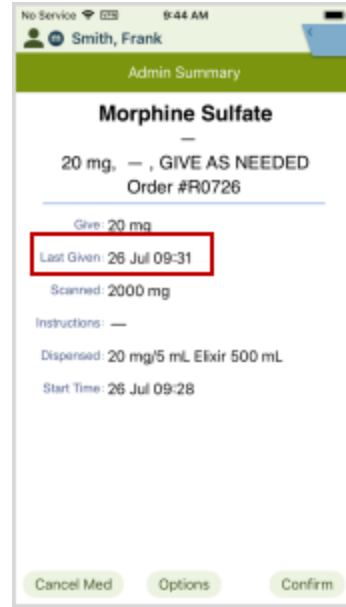 No Service 9:44 AM
Smith, Frank
Admin Summary
Morphine Sulfate
—
20 mg, — , GIVE AS NEEDED
Order #R0726
Give: 20 mg
Last Given: 26 Jul 09:31
Scanned: 2000 mg
Instructions: —
Dispensed: 20 mg/5 mL Elixir 500 mL
Start Time: 26 Jul 09:28
Cancel Med Options Confirm